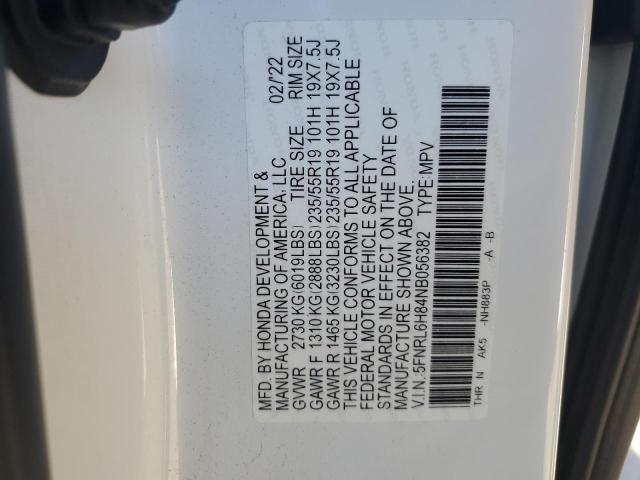 MFD. BY HONDA DEVELOPMENT &
MANUFACTURING OF AMERICA, LLC 02/'22
GVWR 2730 KG(6019LBS) TIRE SIZE RIM SIZE
GAWR F 1310 KG(2888LBS) 235/55R19 101H 19X7.5J
GAWR R 1465 KG(3230LBS) 235/55R19 101H 19X7.5J
THIS VEHICLE CONFORMS TO ALL APPLICABLE
FEDERAL MOTOR VEHICLE SAFETY
STANDARDS IN EFFECT ON THE DATE OF
MANUFACTURE SHOWN ABOVE.
V.I.N.:5FNRL6H84NB056382 TYPE:MPV
THR N AK5 -NH883P -A -B